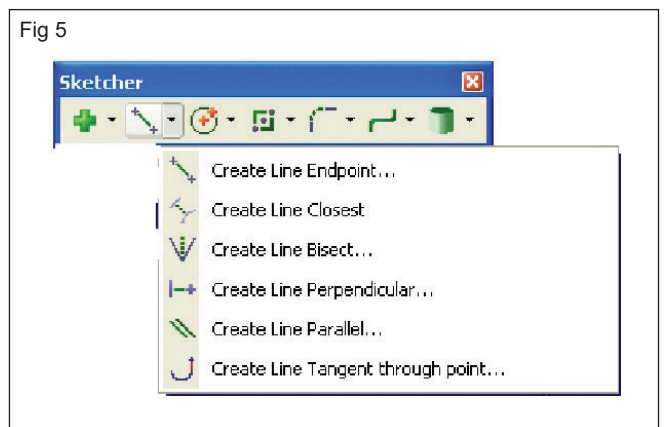 Fig 5
Sketcher
Create Line Endpoint...
Create Line Closest
Create Line Bisect...
Create Line Perpendicular...
Create Line Parallel...
Create Line Tangent through point...